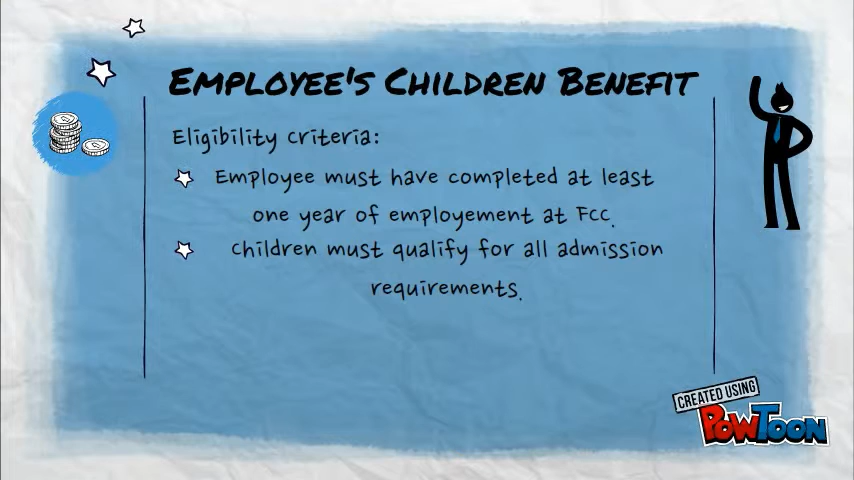 EMPLOYEE'S CHILDREN BENEFIT
Eligibility criteria:
Employee must have completed at least
one year of employement at FCC.
Children must qualify for all admission
requirements.
CREATED USING
POWTOON